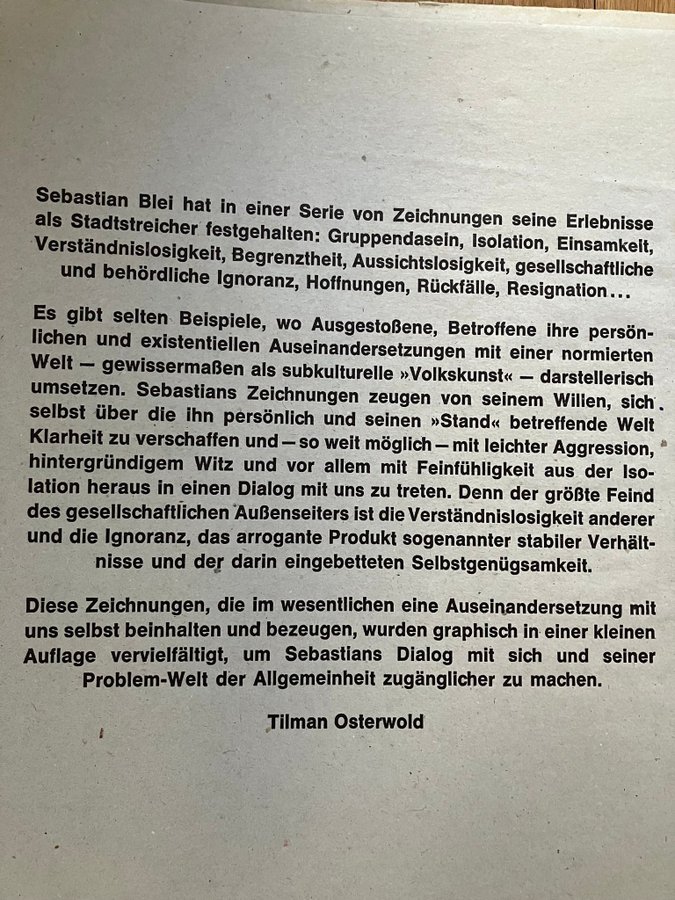 Sebastian Blei hat in einer Serie von Zeichnungen seine Erlebnisse
als Stadtstreicher festgehalten: Gruppendasein, Isolation, Einsamkeit,
Verständnislosigkeit, Begrenztheit, Aussichtslosigkeit, gesellschaftliche
und behördliche Ignoranz, Hoffnungen, Rückfälle, Resignation...
Es gibt selten Beispiele, wo Ausgestoßene, Betroffene ihre persön-
lichen und existentiellen Auseinandersetzungen mit einer normierten
Welt — gewissermaßen als subkulturelle »Volkskunst« — darstellerisch
umsetzen. Sebastians Zeichnungen zeugen von seinem Willen, sich
selbst über die ihn persönlich und seinen »Stand« betreffende Welt
Klarheit zu verschaffen und — so weit möglich — mit leichter Aggression,
hintergründigem Witz und vor allem mit Feinfühligkeit aus der Iso-
lation heraus in einen Dialog mit uns zu treten. Denn der größte Feind
des gesellschaftlichen Außenseiters ist die Verständnislosigkeit anderer
und die Ignoranz, das arrogante Produkt sogenannter stabiler Verhält-
nisse und der darin eingebetteten Selbstgenügsamkeit.
Diese Zeichnungen, die im wesentlichen eine Auseinandersetzung mit
uns selbst beinhalten und bezeugen, wurden graphisch in einer kleinen
Auflage vervielfältigt, um Sebastians Dialog mit sich und seiner
Problem-Welt der Allgemeinheit zugänglicher zu machen.
Tilman Osterwold